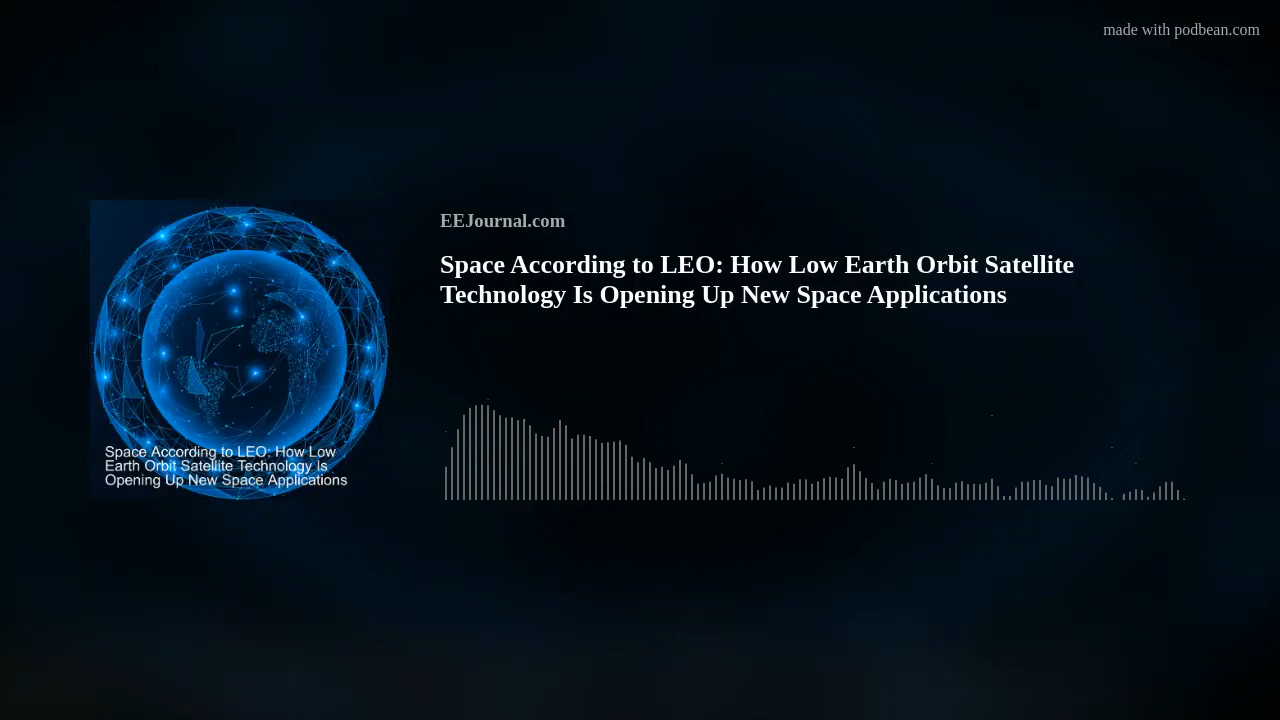 made with podbean.com
EEJournal.com
Space According to LEO: How Low Earth Orbit Satellite
Technology Is Opening Up New Space Applications
Space According to LEO: How Low
Earth Orbit Satellite Technology Is
Opening Up New Space Applications